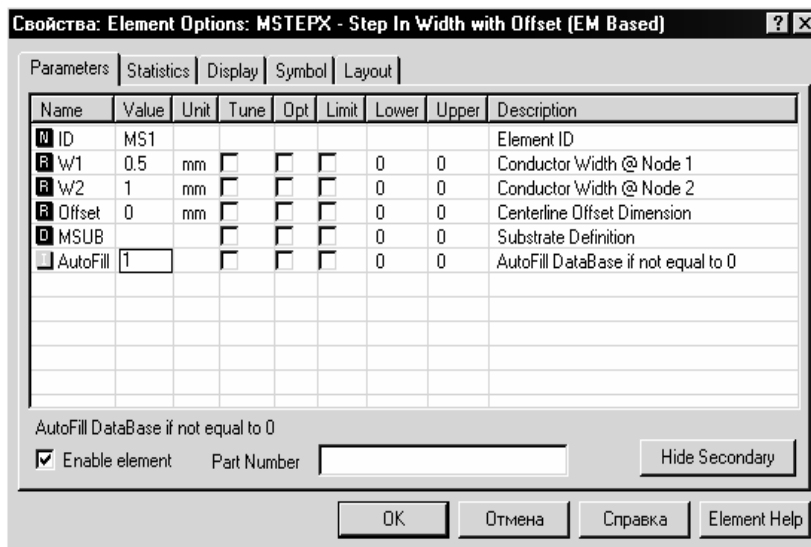 Свойства: Element Options: MSTEPX - Step In Width with Offset (EM Based) ? ×
Parameters Statistics Display Symbol Layout
Name Value Unit Tune Opt Limit Lower Upper Description
N ID MS1 Element ID
R W1 0.5 mm 0 0 Conductor Width @ Node 1
R W2 1 mm 0 0 Conductor Width @ Node 2
R Offset 0 mm 0 0 Centerline Offset Dimension
D MSUB 0 0 Substrate Definition
I AutoFill 1 0 0 AutoFill DataBase if not equal to 0
AutoFill DataBase if not equal to 0
Enable element Part Number Hide Secondary
OK Отмена Справка Element Help